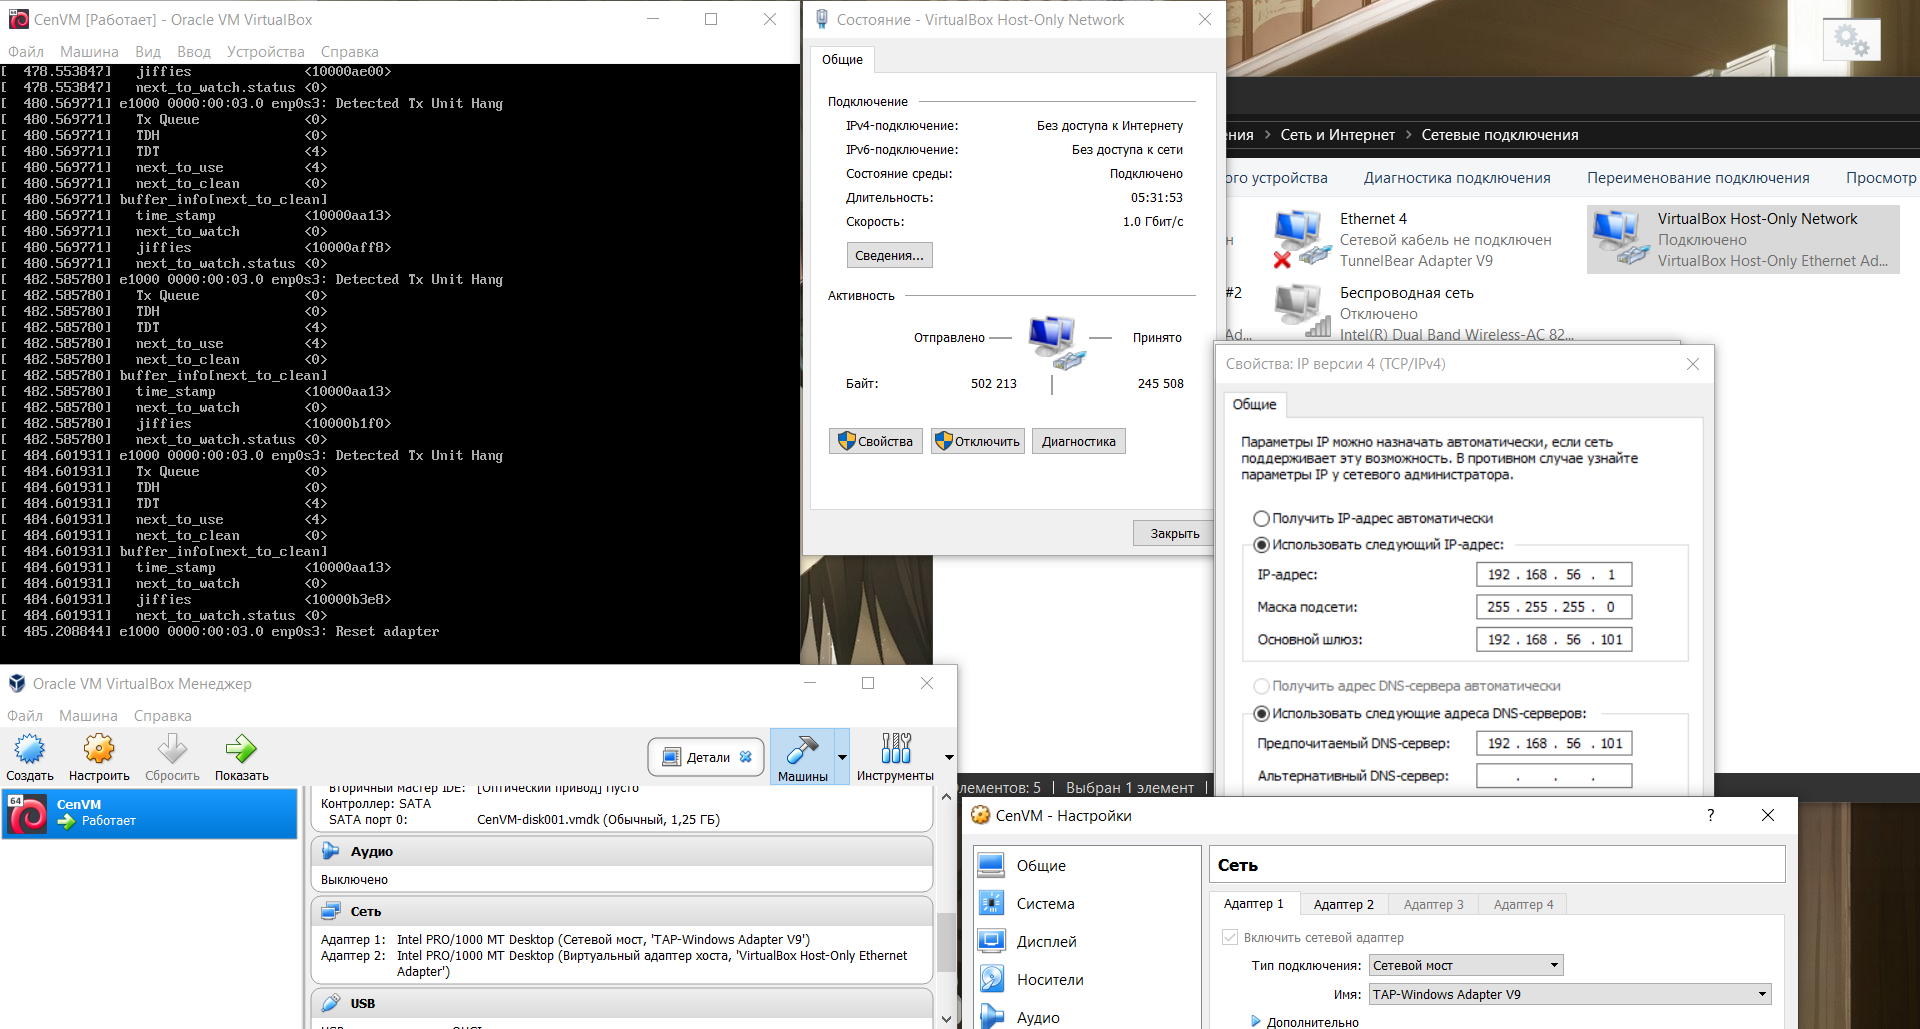 CenVM [Работает] - Oracle VM VirtualBox
Файл Машина Вид Ввод Устройства Справка
[  478.553847]   jiffies              <10000ae00>
[  478.553847]   next_to_watch.status <0>
[  480.569771] e1000 0000:00:03.0 enp0s3: Detected Tx Unit Hang
[  480.569771]   Tx Queue             <0>
[  480.569771]   TDH                  <0>
[  480.569771]   TDT                  <4>
[  480.569771]   next_to_use          <4>
[  480.569771]   next_to_clean        <0>
[  480.569771] buffer_info[next_to_clean]
[  480.569771]   time_stamp           <10000aa13>
[  480.569771]   next_to_watch        <0>
[  480.569771]   jiffies              <10000aff8>
[  480.569771]   next_to_watch.status <0>
[  482.585780] e1000 0000:00:03.0 enp0s3: Detected Tx Unit Hang
[  482.585780]   Tx Queue             <0>
[  482.585780]   TDH                  <0>
[  482.585780]   TDT                  <4>
[  482.585780]   next_to_use          <4>
[  482.585780]   next_to_clean        <0>
[  482.585780] buffer_info[next_to_clean]
[  482.585780]   time_stamp           <10000aa13>
[  482.585780]   next_to_watch        <0>
[  482.585780]   jiffies              <10000b1f0>
[  482.585780]   next_to_watch.status <0>
[  484.601931] e1000 0000:00:03.0 enp0s3: Detected Tx Unit Hang
[  484.601931]   Tx Queue             <0>
[  484.601931]   TDH                  <0>
[  484.601931]   TDT                  <4>
[  484.601931]   next_to_use          <4>
[  484.601931]   next_to_clean        <0>
[  484.601931] buffer_info[next_to_clean]
[  484.601931]   time_stamp           <10000aa13>
[  484.601931]   next_to_watch        <0>
[  484.601931]   jiffies              <10000b3e8>
[  484.601931]   next_to_watch.status <0>
[  485.208844] e1000 0000:00:03.0 enp0s3: Reset adapter
Состояние - VirtualBox Host-Only Network
Общие
Подключение
IPv4-подключение: Без доступа к Интернету
IPv6-подключение: Без доступа к сети
Состояние среды: Подключено
Длительность: 05:31:53
Скорость: 1.0 Гбит/с
Сведения...
Активность
Отправлено — — Принято
Байт: 502 213 | 245 508
Свойства Отключить Диагностика
Закрыть
ния > Сеть и Интернет > Сетевые подключения
ого устройства Диагностика подключения Переименование подключения Просмотр
Ethernet 4
Сетевой кабель не подключен
TunnelBear Adapter V9
VirtualBox Host-Only Network
Подключено
VirtualBox Host-Only Ethernet Ad...
н
#2
Ad...
Беспроводная сеть
Отключено
Intel(R) Dual Band Wireless-AC 82...
Свойства: IP версии 4 (TCP/IPv4)
Общие
Параметры IP можно назначать автоматически, если сеть
поддерживает эту возможность. В противном случае узнайте
параметры IP у сетевого администратора.
Получить IP-адрес автоматически
Использовать следующий IP-адрес:
IP-адрес: 192 . 168 . 56 . 1
Маска подсети: 255 . 255 . 255 . 0
Основной шлюз: 192 . 168 . 56 . 101
Получить адрес DNS-сервера автоматически
Использовать следующие адреса DNS-серверов:
Предпочитаемый DNS-сервер: 192 . 168 . 56 . 101
Альтернативный DNS-сервер: . . .
лементов: 5 | Выбран 1 элемент |
Oracle VM VirtualBox Менеджер
Файл Машина Справка
Создать Настроить Сбросить Показать
Детали Машины Инструменты
64
CenVM
Работает
Вторичный мастер IDE: [Оптический привод] Пусто
Контроллер: SATA
SATA порт 0: CenVM-disk001.vmdk (Обычный, 1,25 ГБ)
Аудио
Выключено
Сеть
Адаптер 1: Intel PRO/1000 MT Desktop (Сетевой мост, 'TAP-Windows Adapter V9')
Адаптер 2: Intel PRO/1000 MT Desktop (Виртуальный адаптер хоста, 'VirtualBox Host-Only Ethernet
Adapter')
USB
CenVM - Настройки ?
Общие
Система
Дисплей
Носители
Аудио
Сеть
Адаптер 1 Адаптер 2 Адаптер 3 Адаптер 4
Включить сетевой адаптер
Тип подключения: Сетевой мост
Имя: TAP-Windows Adapter V9
Дополнительно